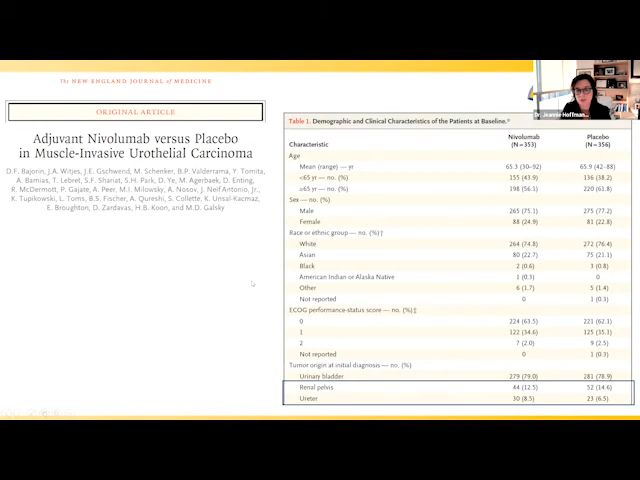 The NEW ENGLAND JOURNAL of MEDICINE
ORIGINAL ARTICLE
Adjuvant Nivolumab versus Placebo
in Muscle-Invasive Urothelial Carcinoma
D.F. Bajorin, J.A. Witjes, J.E. Gschwend, M. Schenker, B.P. Valderrama, Y. Tomita,
A. Bamias, T. Lebret, S.F. Shariat, S.H. Park, D. Ye, M. Agerbaek, D. Enting,
R. McDermott, P. Gajate, A. Peer, M.I. Milowsky, A. Nosov, J. Neif Antonio, Jr.,
K. Tupikowski, L. Toms, B.S. Fischer, A. Qureshi, S. Collette, K. Unsal-Kacmaz,
E. Broughton, D. Zardavas, H.B. Koon, and M.D. Galsky
Dr. Jeannie Hoffman...
Table 1. Demographic and Clinical Characteristics of the Patients at Baseline.*
Characteristic Nivolumab (N=353) Placebo (N=356)
Age
Mean (range) — yr 65.3 (30–92) 65.9 (42–88)
<65 yr — no. (%) 155 (43.9) 136 (38.2)
≥65 yr — no. (%) 198 (56.1) 220 (61.8)
Sex — no. (%)
Male 265 (75.1) 275 (77.2)
Female 88 (24.9) 81 (22.8)
Race or ethnic group — no. (%)†
White 264 (74.8) 272 (76.4)
Asian 80 (22.7) 75 (21.1)
Black 2 (0.6) 3 (0.8)
American Indian or Alaska Native 1 (0.3) 0
Other 6 (1.7) 5 (1.4)
Not reported 0 1 (0.3)
ECOG performance-status score — no. (%)‡
0 224 (63.5) 221 (62.1)
1 122 (34.6) 125 (35.1)
2 7 (2.0) 9 (2.5)
Not reported 0 1 (0.3)
Tumor origin at initial diagnosis — no. (%)
Urinary bladder 279 (79.0) 281 (78.9)
Renal pelvis 44 (12.5) 52 (14.6)
Ureter 30 (8.5) 23 (6.5)